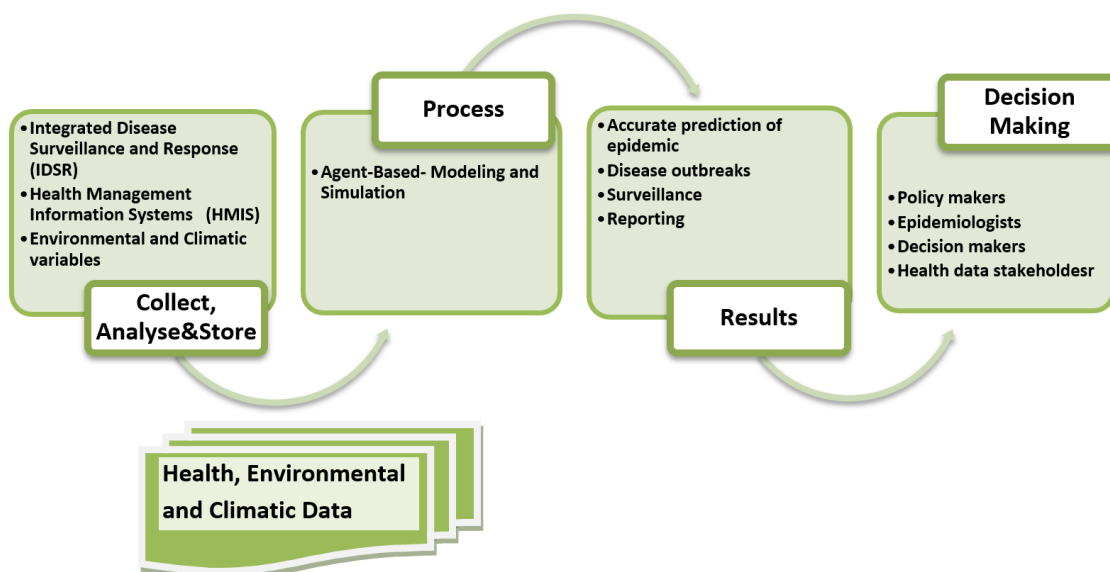 • Integrated Disease
Surveillance and Response
(IDSR)
• Health Management
Information Systems (HMIS)
• Environmental and Climatic
variables
Collect,
Analyse&Store
Process
• Agent-Based- Modeling and
Simulation
• Accurate prediction of
epidemic
• Disease outbreaks
• Surveillance
• Reporting
Results
Decision
Making
• Policy makers
• Epidemiologists
• Decision makers
• Health data stakeholdesr
Health, Environmental
and Climatic Data